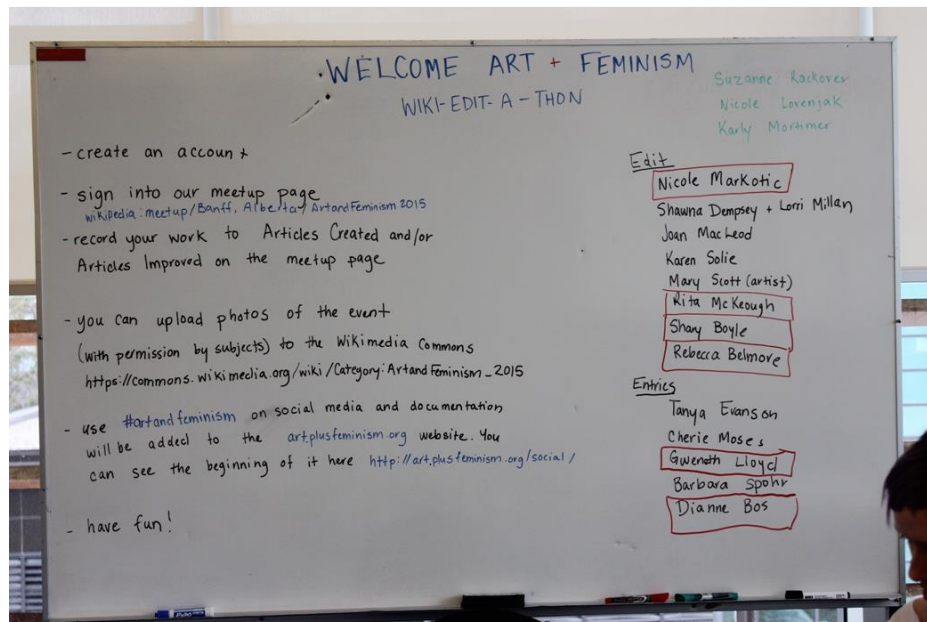 WELCOME ART + FEMINISM
WIKI-EDIT-A-THON
Suzanne Rackover
Nicole Lovenjak
Karly Mortimer
- create an account
- sign into our meetup page
wikipedia: meetup/Banff, Alberta/ArtandFeminism2015
- record your work to Articles Created and/or
Articles Improved on the meetup page
- you can upload photos of the event
(with permission by subjects) to the Wikimedia Commons
https://commons.wikimedia.org/wiki/Category:ArtandFeminism_2015
- use #artandfeminism on social media and documentation
will be added to the art.plusfeminism.org website. You
can see the beginning of it here http://art.plusfeminism.org/social/
- have fun!
Edit
Nicole Markotic
Shawna Dempsey + Lorri Millan
Joan MacLeod
Karen Solie
Mary Scott (artist)
Rita McKeough
Shary Boyle
Rebecca Belmore
Entries
Tanya Evanson
Cherie Moses
Gweneth Lloyd
Barbara Spohr
Dianne Bos